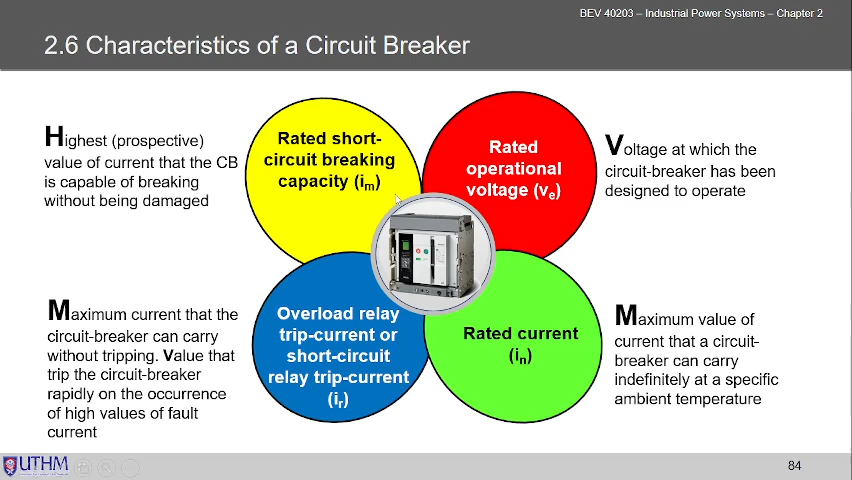 BEV 40203 – Industrial Power Systems – Chapter 2
2.6 Characteristics of a Circuit Breaker
Highest (prospective)
value of current that the CB
is capable of breaking
without being damaged
Rated short-
circuit breaking
capacity (im)
Rated
operational
voltage (ve)
Voltage at which the
circuit-breaker has been
designed to operate
Maximum current that the
circuit-breaker can carry
without tripping. Value that
trip the circuit-breaker
rapidly on the occurrence
of high values of fault
current
Overload relay
trip-current or
short-circuit
relay trip-current
(ir)
Rated current
(in)
Maximum value of
current that a circuit-
breaker can carry
indefinitely at a specific
ambient temperature
UTHM
84